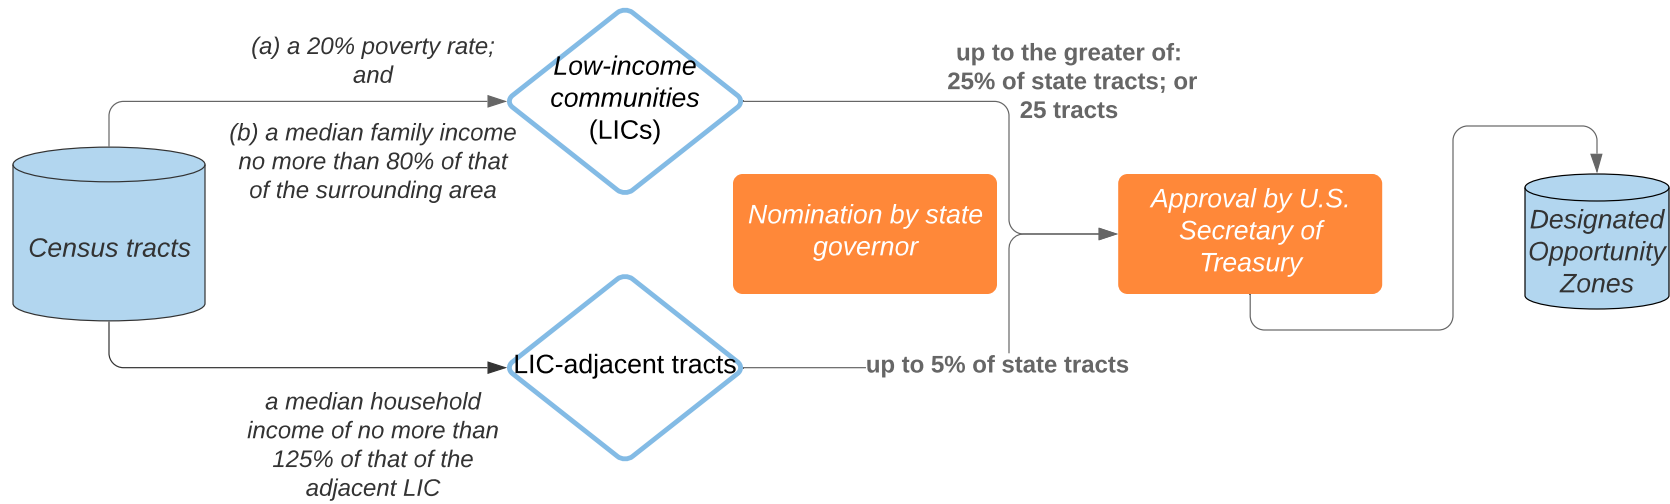 (a) a 20% poverty rate;
and
(b) a median family income
no more than 80% of that
of the surrounding area
Census tracts
a median household
income of no more than
125% of that of the
adjacent LIC
Low-income
communities
(LICs)
LIC-adjacent tracts
up to the greater of:
25% of state tracts; or
25 tracts
Nomination by state
governor
up to 5% of state tracts
Approval by U.S.
Secretary of
Treasury
Designated
Opportunity
Zones